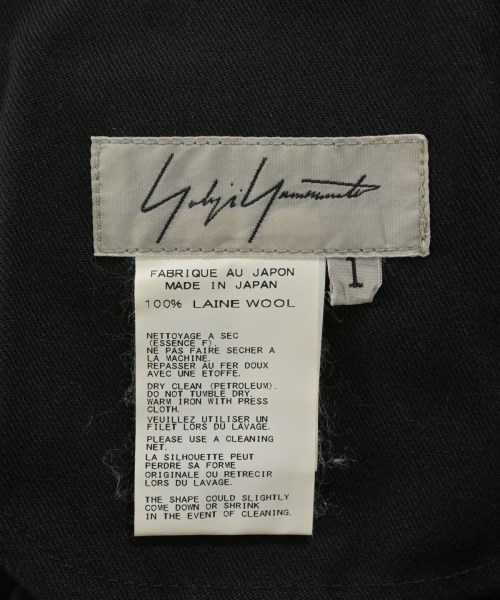 Yohji Yamamoto
1
FABRIQUE AU JAPON
MADE IN JAPAN
100% LAINE WOOL
NETTOYAGE A SEC
(ESSENCE F).
NE PAS FAIRE SECHER A
LA MACHINE.
REPASSER AU FER DOUX
AVEC UNE ETOFFE.
DRY CLEAN (PETROLEUM).
DO NOT TUMBLE DRY.
WARM IRON WITH PRESS
CLOTH.
VEUILLEZ UTILISER UN
FILET LORS DU LAVAGE.
PLEASE USE A CLEANING
NET.
LA SILHOUETTE PEUT
PERDRE SA FORME
ORIGINALE OU RETRECIR
LORS DU LAVAGE.
THE SHAPE COULD SLIGHTLY
COME DOWN OR SHRINK
IN THE EVENT OF CLEANING.